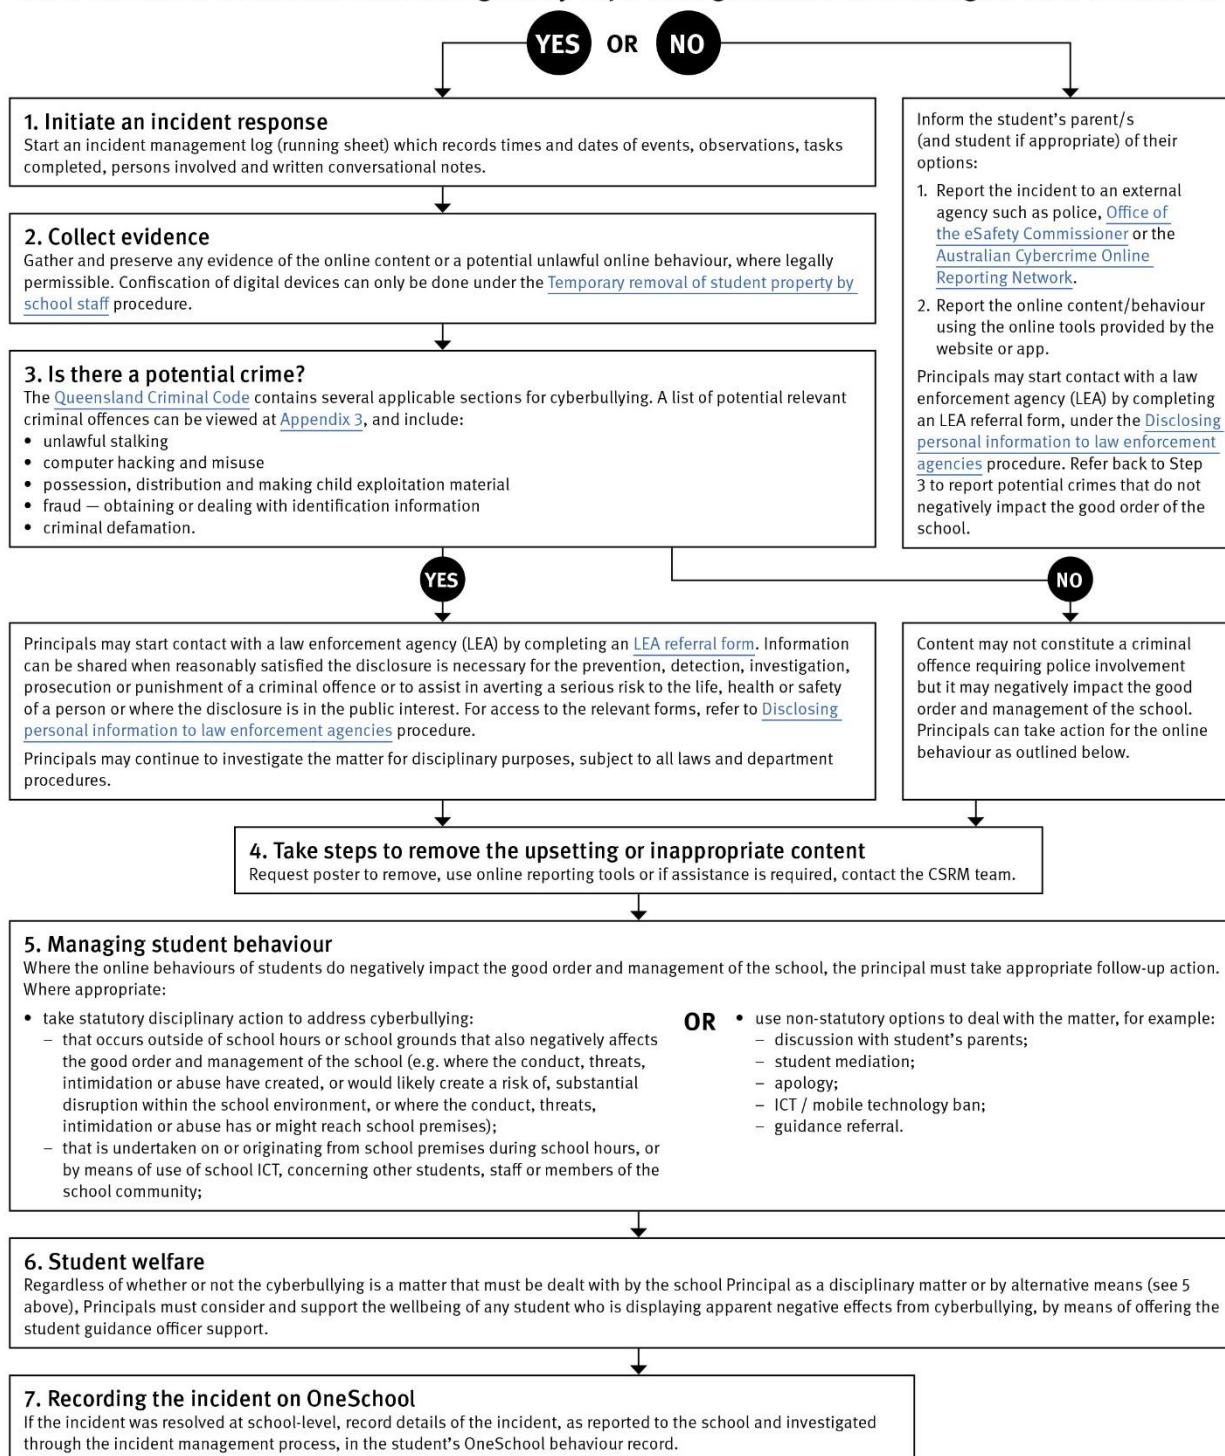 YES OR NO
1. Initiate an incident response
Start an incident management log (running sheet) which records times and dates of events, observations, tasks
completed, persons involved and written conversational notes.
2. Collect evidence
Gather and preserve any evidence of the online content or a potential unlawful online behaviour, where legally
permissible. Confiscation of digital devices can only be done under the Temporary removal of student property by
school staff procedure.
3. Is there a potential crime?
The Queensland Criminal Code contains several applicable sections for cyberbullying. A list of potential relevant
criminal offences can be viewed at Appendix 3, and include:
• unlawful stalking
• computer hacking and misuse
• possession, distribution and making child exploitation material
• fraud — obtaining or dealing with identification information
• criminal defamation.
Inform the student's parent/s
(and student if appropriate) of their
options:
1. Report the incident to an external
agency such as police, Office of
the eSafety Commissioner or the
Australian Cybercrime Online
Reporting Network.
2. Report the online content/behaviour
using the online tools provided by the
website or app.
Principals may start contact with a law
enforcement agency (LEA) by completing
an LEA referral form, under the Disclosing
personal information to law enforcement
agencies procedure. Refer back to Step
3 to report potential crimes that do not
negatively impact the good order of the
school.
YES
NO
Principals may start contact with a law enforcement agency (LEA) by completing an LEA referral form. Information
can be shared when reasonably satisfied the disclosure is necessary for the prevention, detection, investigation,
prosecution or punishment of a criminal offence or to assist in averting a serious risk to the life, health or safety
of a person or where the disclosure is in the public interest. For access to the relevant forms, refer to Disclosing
personal information to law enforcement agencies procedure.
Principals may continue to investigate the matter for disciplinary purposes, subject to all laws and department
procedures.
Content may not constitute a criminal
offence requiring police involvement
but it may negatively impact the good
order and management of the school.
Principals can take action for the online
behaviour as outlined below.
4. Take steps to remove the upsetting or inappropriate content
Request poster to remove, use online reporting tools or if assistance is required, contact the CSRM team.
5. Managing student behaviour
Where the online behaviours of students do negatively impact the good order and management of the school, the principal must take appropriate follow-up action.
Where appropriate:
• take statutory disciplinary action to address cyberbullying:
– that occurs outside of school hours or school grounds that also negatively affects
the good order and management of the school (e.g. where the conduct, threats,
intimidation or abuse have created, or would likely create a risk of, substantial
disruption within the school environment, or where the conduct, threats,
intimidation or abuse has or might reach school premises);
– that is undertaken on or originating from school premises during school hours, or
by means of use of school ICT, concerning other students, staff or members of the
school community;
OR
• use non-statutory options to deal with the matter, for example:
– discussion with student's parents;
– student mediation;
– apology;
– ICT / mobile technology ban;
– guidance referral.
6. Student welfare
Regardless of whether or not the cyberbullying is a matter that must be dealt with by the school Principal as a disciplinary matter or by alternative means (see 5
above), Principals must consider and support the wellbeing of any student who is displaying apparent negative effects from cyberbullying, by means of offering the
student guidance officer support.
7. Recording the incident on OneSchool
If the incident was resolved at school-level, record details of the incident, as reported to the school and investigated
through the incident management process, in the student's OneSchool behaviour record.